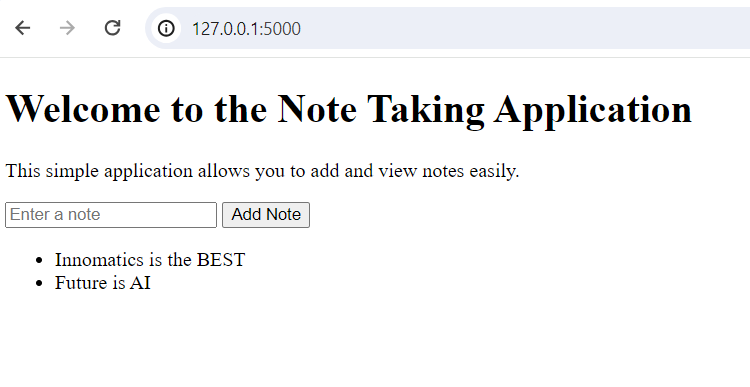 127.0.0.1:5000
Welcome to the Note Taking Application
This simple application allows you to add and view notes easily.
Enter a note Add Note
Innomatics is the BEST
Future is AI